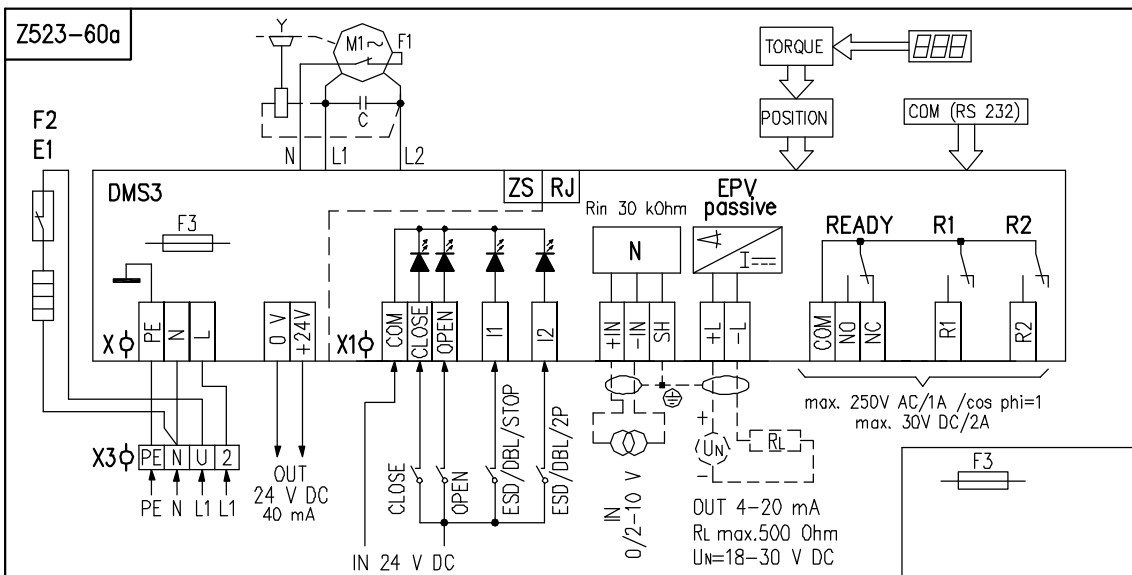 Z523-60a
Y
M1~
F1
C
N
L1
L2
TORQUE
888
POSITION
COM (RS 232)
F2
E1
DMS3
F3
ZS
RJ
Rin 30 kOhm
EPV
passive
N
I
READY
R1
R2
X
PE
N
L
0 V
+24V
X1
COM
CLOSE
OPEN
I1
I2
+IN
-IN
SH
+L
-L
COM
NO
NC
R1
R2
max. 250V AC/1A /cos phi=1
max. 30V DC/2A
X3
PE
N
U
2
PE
N
L1
L1
OUT
24 V DC
40 mA
CLOSE
OPEN
ESD/DBL/STOP
ESD/DBL/2P
IN 24 V DC
IN
0/2-10 V
+
UN
-
RL
OUT 4-20 mA
RL max.500 Ohm
UN=18-30 V DC
F3